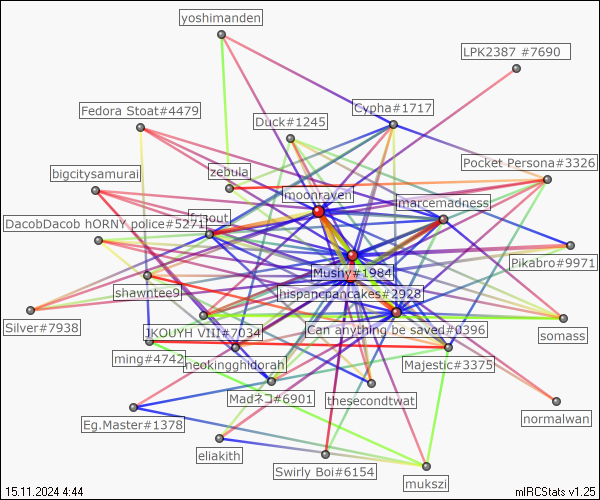 yoshimanden
LPK2387 #7690
Cypha#1717
Fedora Stoat#4479
Duck#1245
Pocket Persona#3326
zebula
bigcitysamurai
moonraven
marcemadness
DacobDacob hORNY police#5271
Pikabro#9971
Mushy#1984
shawntee9
hispancpancakes#2928
Silver#7938
JKOUYH VTI#7034
Can anything be saved#0396
somass
ming#4742
neokingghidorah
Majestic#3375
Madネコ#6901
thesecondtwat
normalwan
Eg.Master#1378
eliakith
Swirly Boi#6154
mukszi
15.11.2024 4:44
mIRCStats v1.25